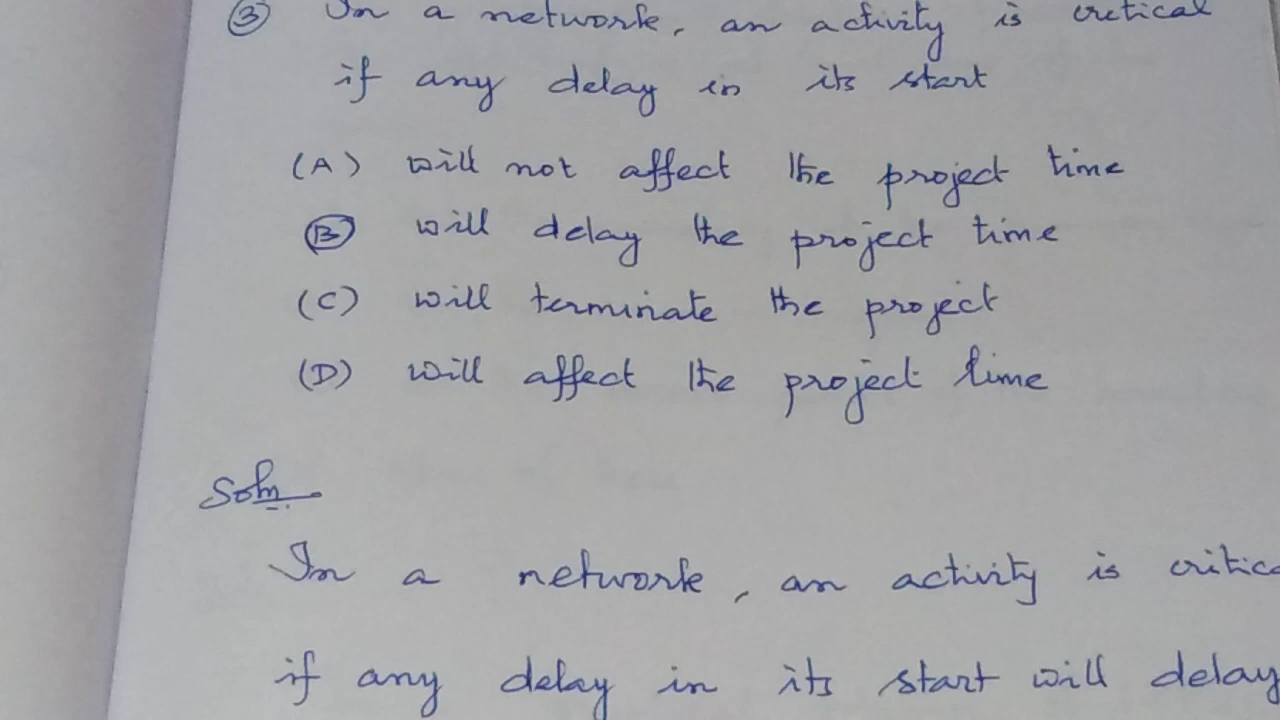 ③ In a network, an activity is critical
if any delay in its start
(A) will not affect the project time
Ⓑ will delay the project time
(C) will terminate the project
(D) will affect the project time
Soln.
In a network, an activity is critica
if any delay in its start will delay